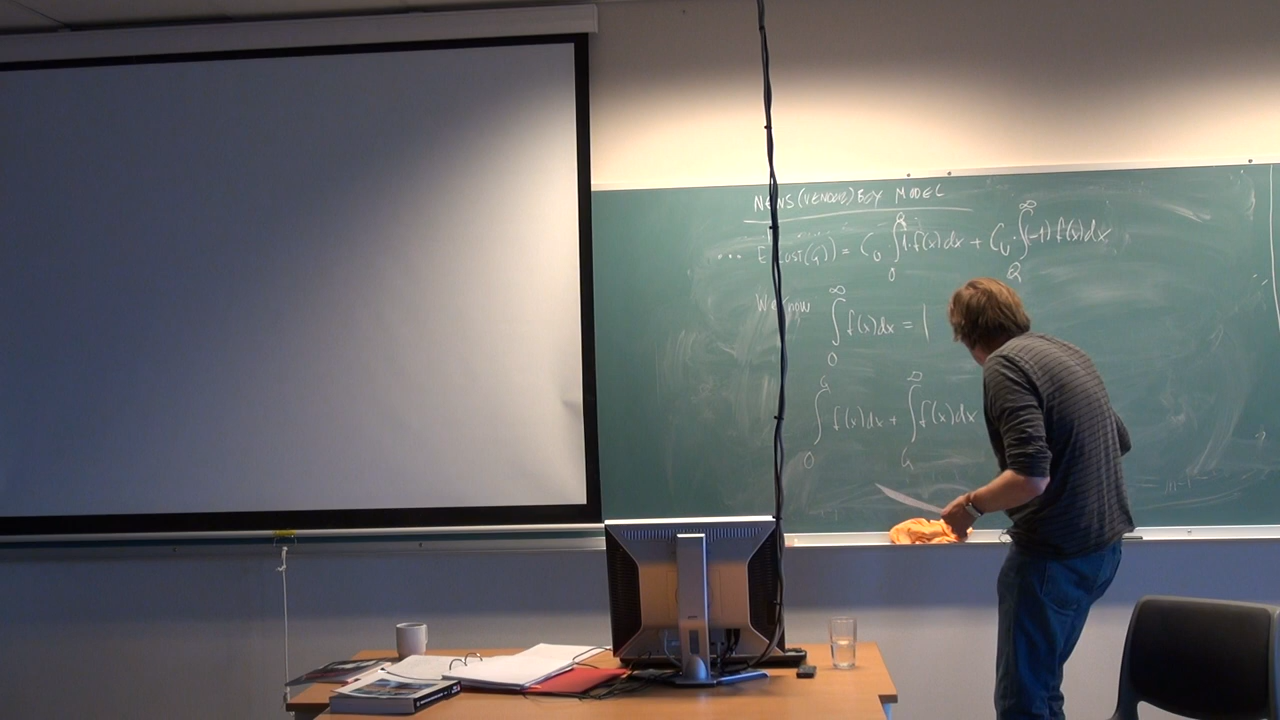 NEWS(VENDOR)BOY MODEL
... E(Cost(Q)) = C₀ · ∫₀^Q 1·f(x)dx + Cᵤ · ∫_Q^∞ (-1) f(x)dx
We know ∫₀^∞ f(x)dx = 1
∫₀^Q f(x)dx + ∫_Q^∞ f(x)dx